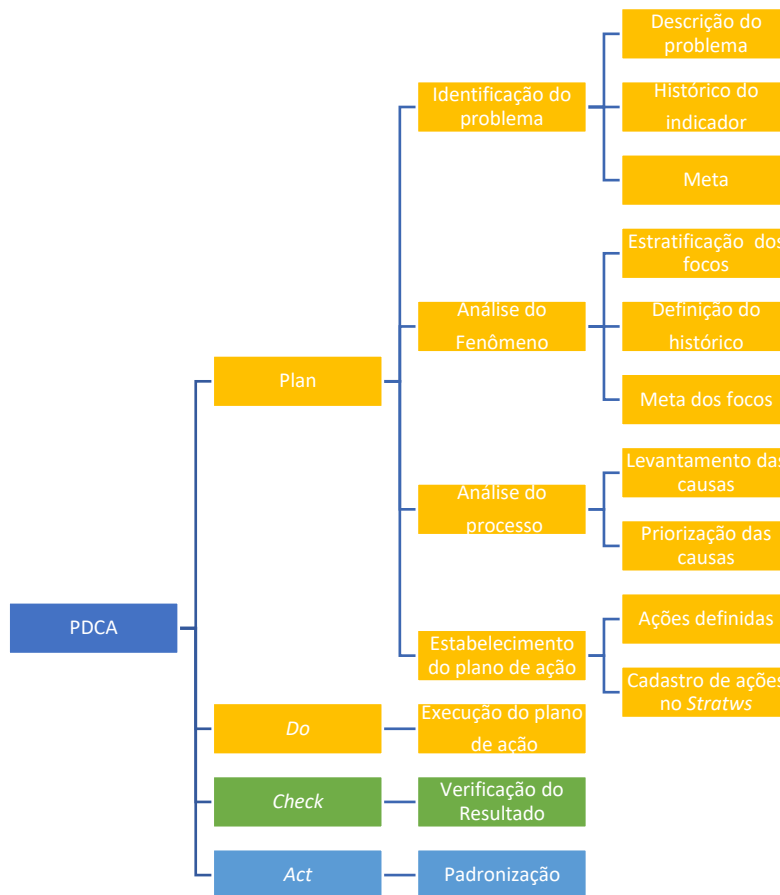 PDCA
Plan
Identificação do
problema
Descrição do
problema
Histórico do
indicador
Meta
Análise do
Fenômeno
Estratificação dos
focos
Definição do
histórico
Meta dos focos
Análise do
processo
Levantamento das
causas
Priorização das
causas
Estabelecimento
do plano de ação
Ações definidas
Cadastro de ações
no Stratws
Do
Execução do plano
de ação
Check
Verificação do
Resultado
Act
Padronização